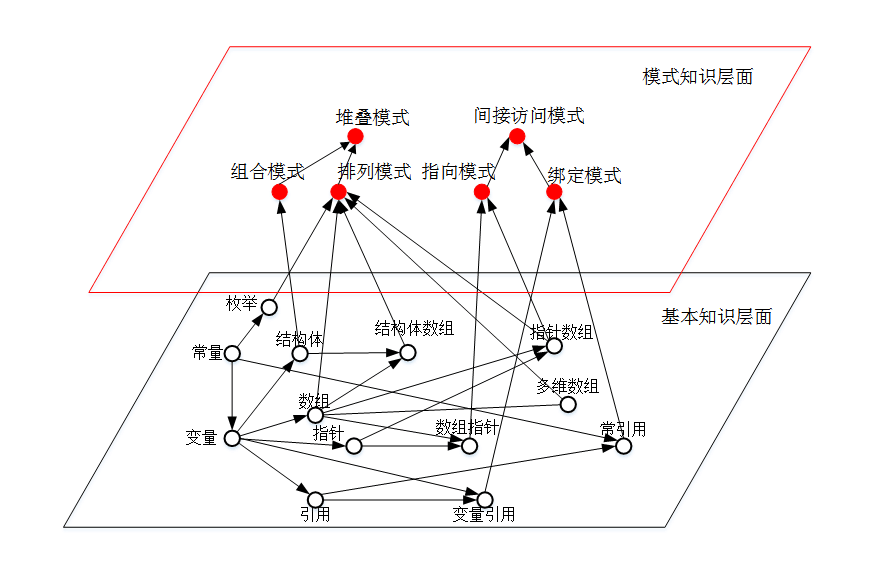 模式知识层面
堆叠模式
间接访问模式
组合模式
排列模式
指向模式
绑定模式
枚举
基本知识层面
结构体
结构体数组
指针数组
常量
多维数组
数组
变量
指针
数组指针
常引用
引用
变量引用